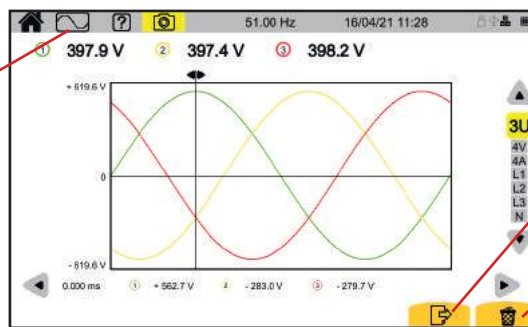 ? 51.00 Hz 16/04/21 11:28
1 397.9 V 2 397.4 V 3 398.2 V
+ 619.6 V
0
- 619.6 V
3U
4V
4A
L1
L2
L3
N
0.000 ms 1 + 562.7 V 2 - 283.0 V 3 - 279.7 V